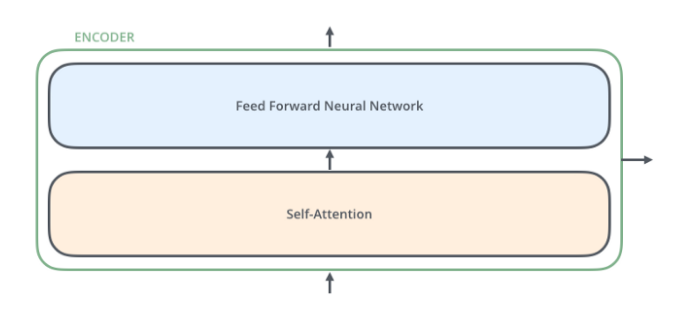 ENCODER
Feed Forward Neural Network
Self-Attention